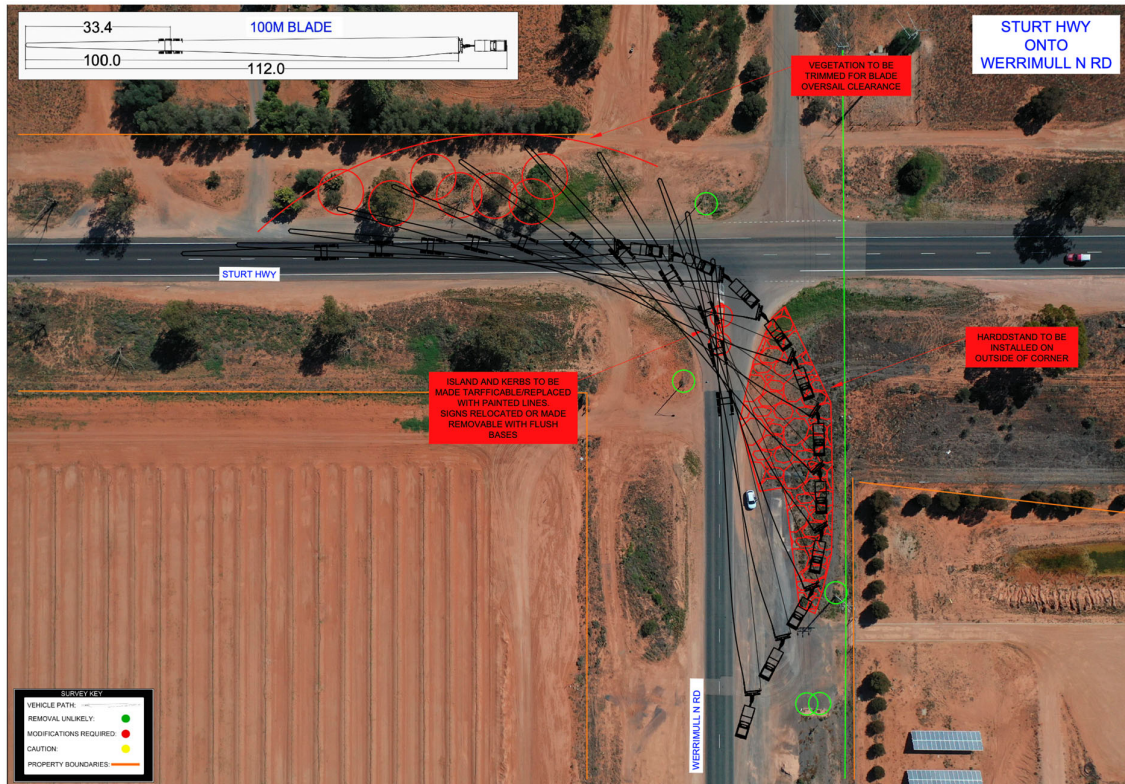 33.4
100M BLADE
100.0
112.0
STURT HWY
ONTO
WERRIMULL N RD
VEGETATION TO BE
TRIMMED FOR BLADE
OVERSAIL CLEARANCE
STURT HWY
HARDDSTAND TO BE
INSTALLED ON
OUTSIDE OF CORNER
ISLAND AND KERBS TO BE
MADE TARFFICABLE/REPLACED
WITH PAINTED LINES.
SIGNS RELOCATED OR MADE
REMOVABLE WITH FLUSH
BASES
WERRIMULL N RD
SURVEY KEY
VEHICLE PATH:
REMOVAL UNLIKELY:
MODIFICATIONS REQUIRED:
CAUTION:
PROPERTY BOUNDARIES: